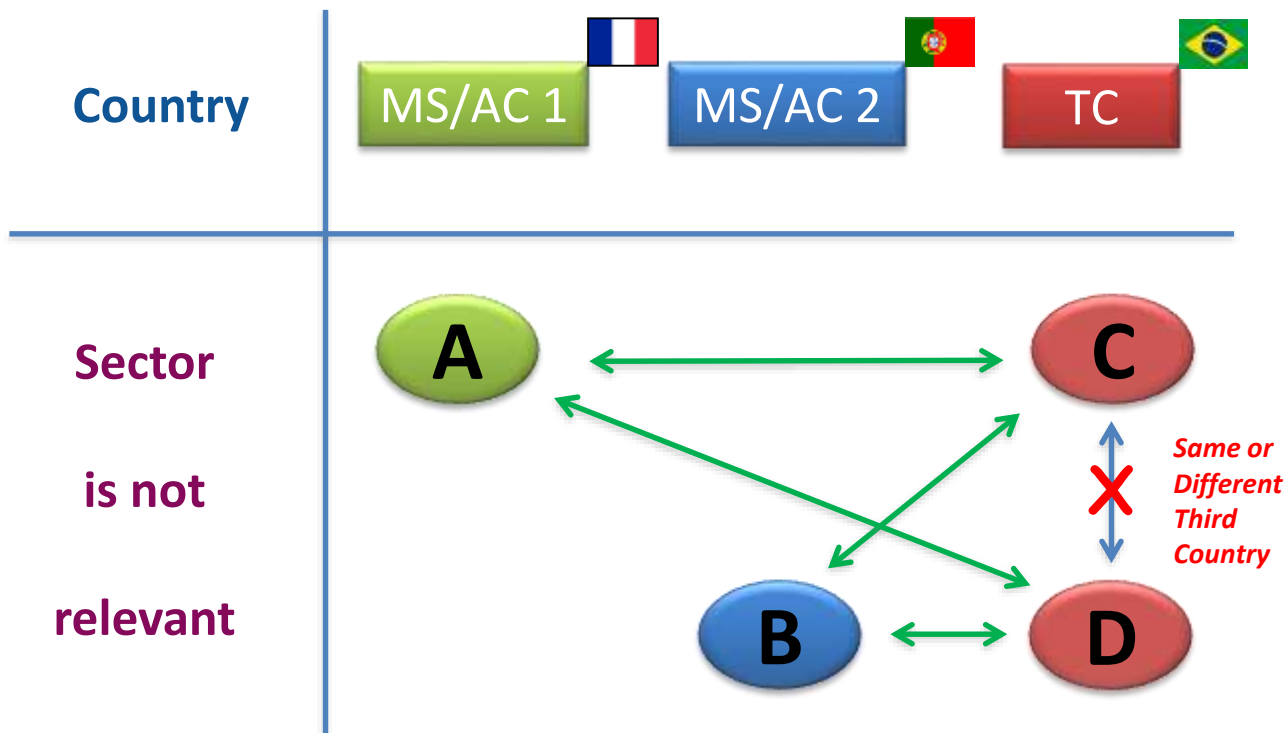 Country
MS/AC 1
MS/AC 2
TC
Sector
is not
relevant
A
C
Same or
Different
Third
Country
B
D